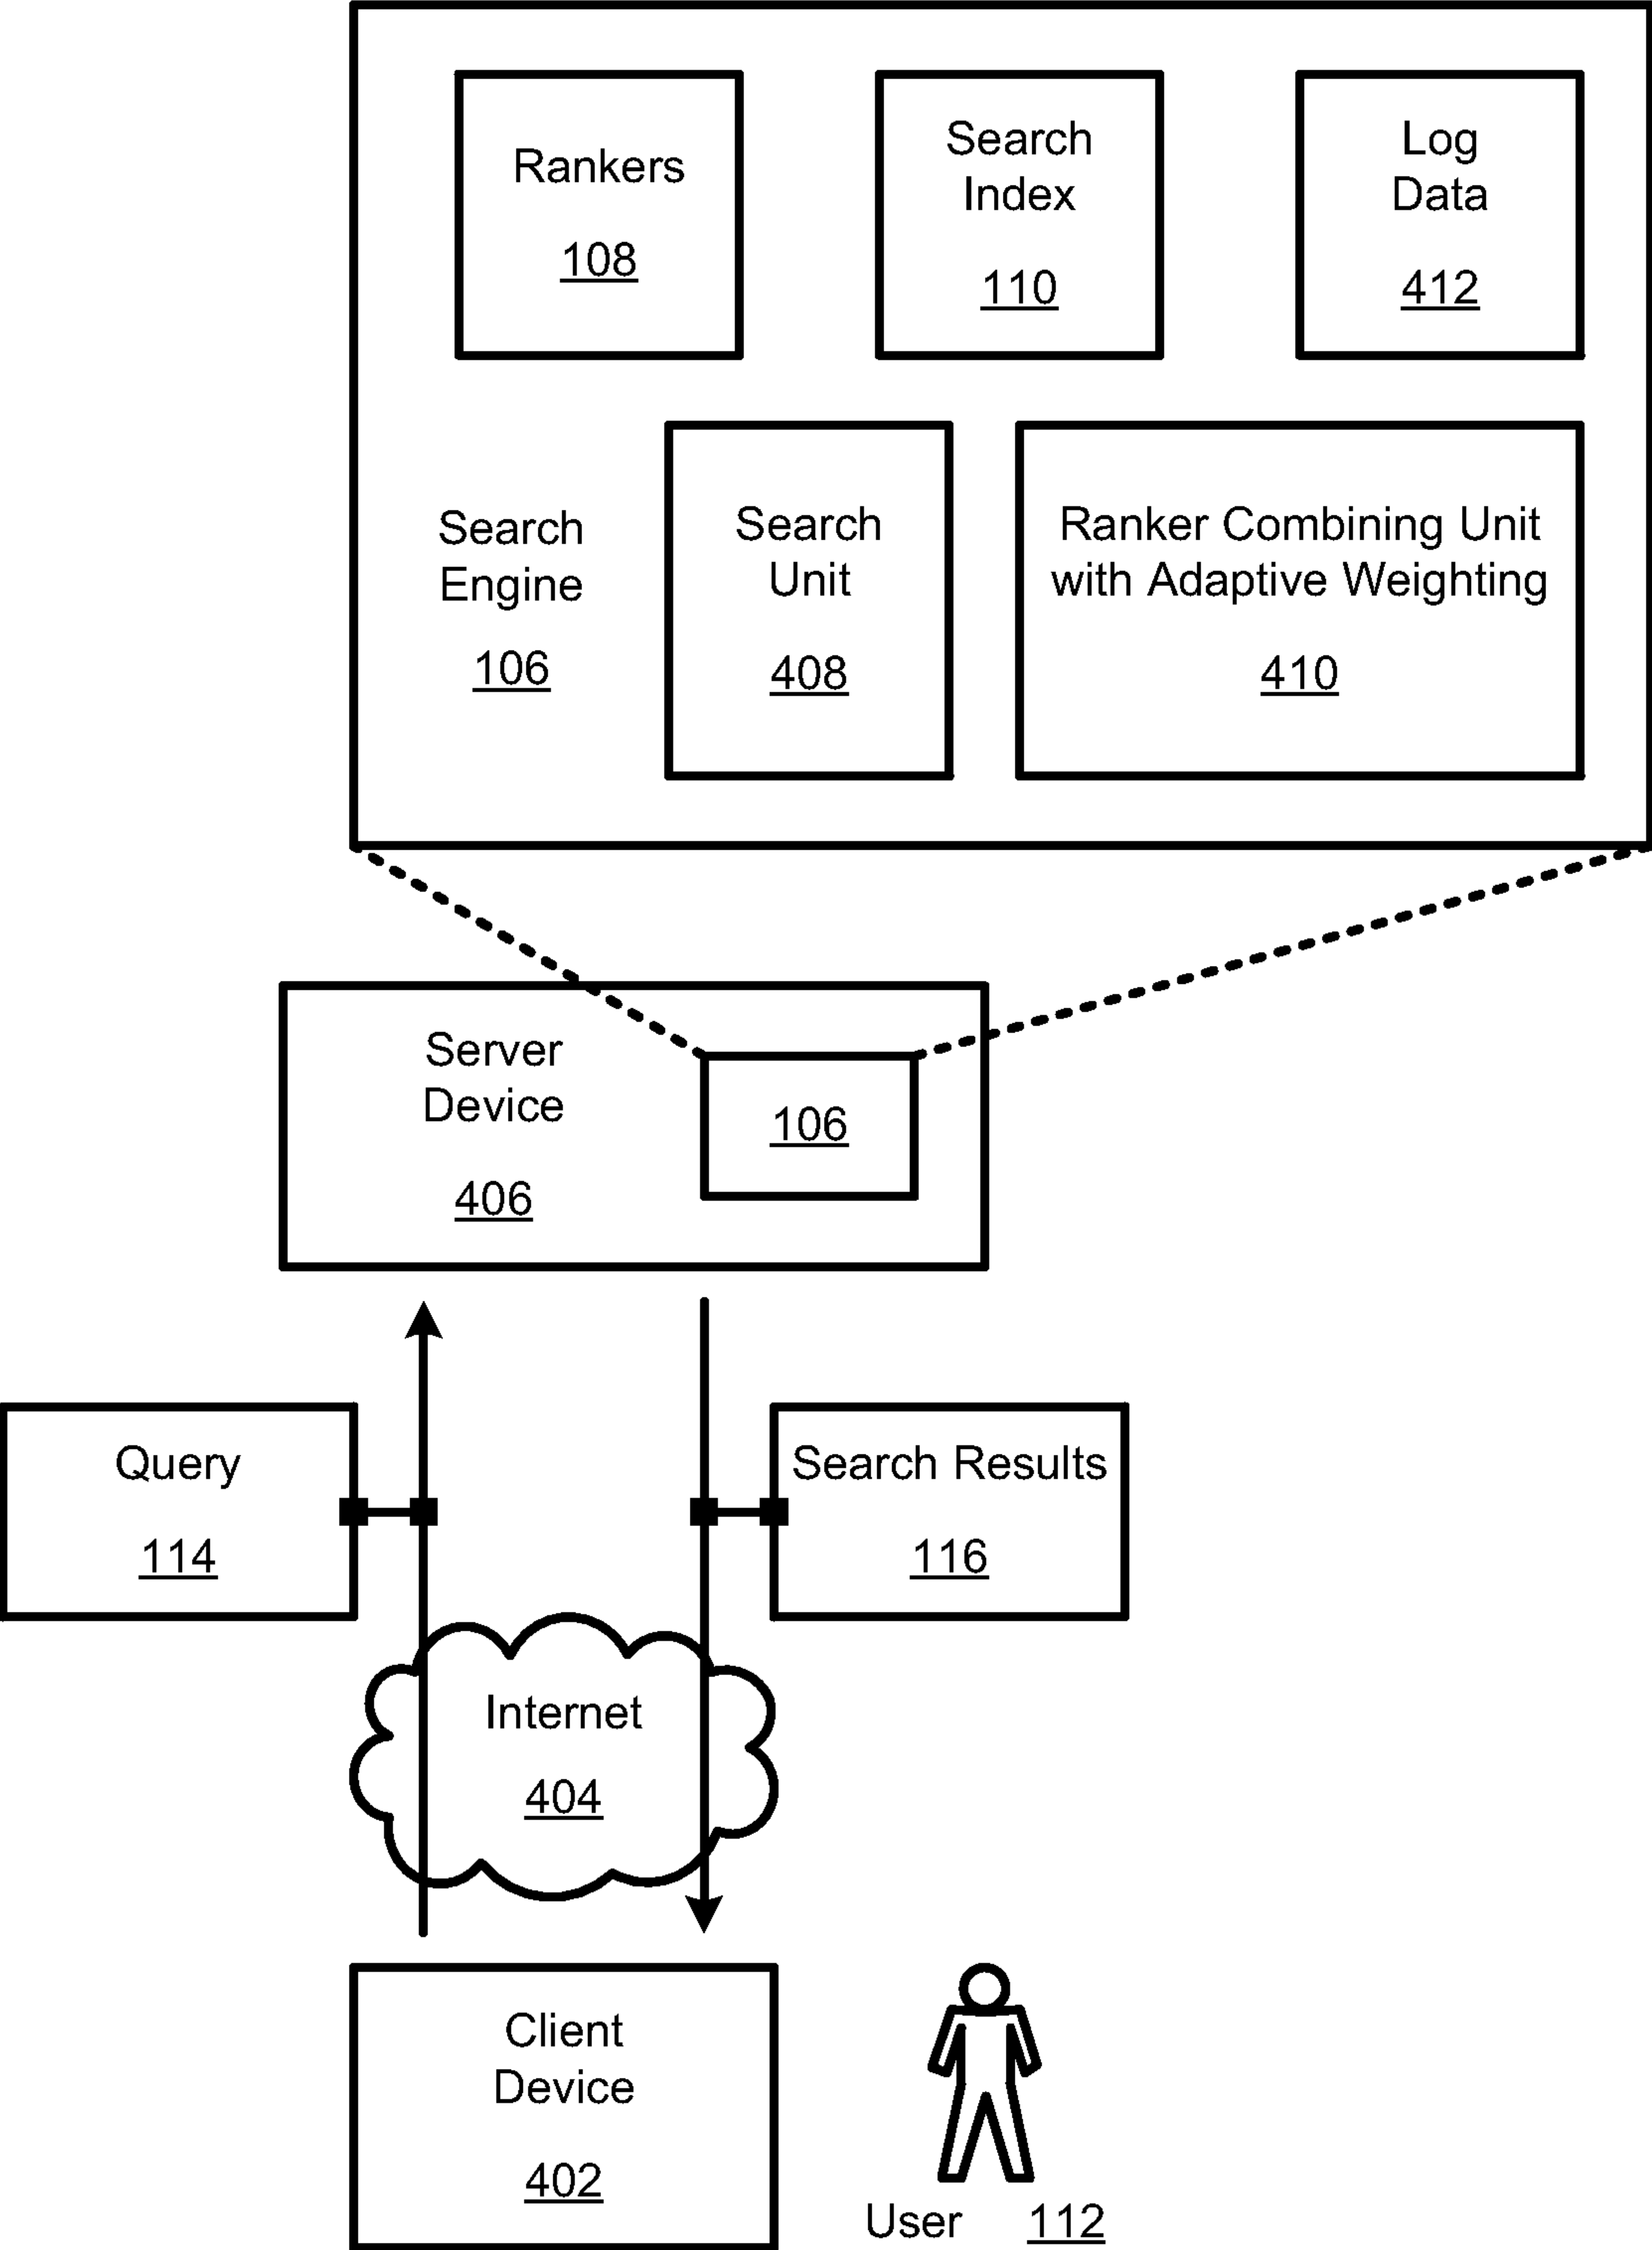 Rankers
108
Search
Index
110
Log
Data
412
Search
Engine
106
Search
Unit
408
Ranker Combining Unit
with Adaptive Weighting
410
Server
Device
406
106
Query
114
Search Results
116
Internet
404
Client
Device
402
User 112